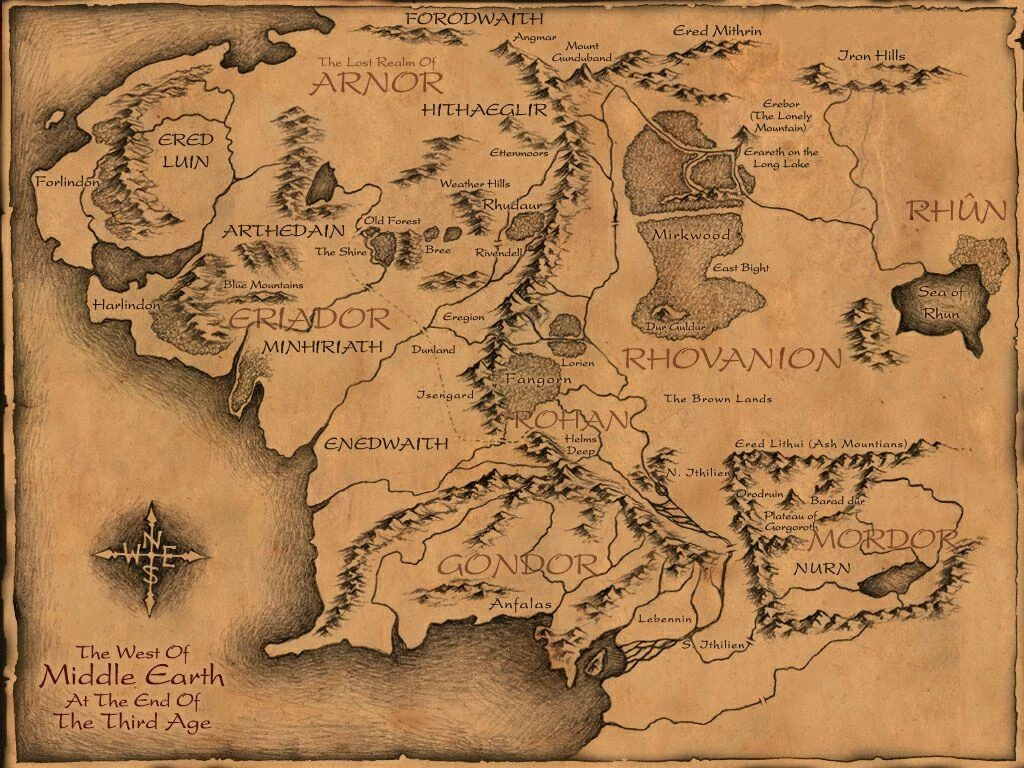 FORODWAITH
Angmar
Mount
Gunduband
Ered Mithrin
Iron Hills
The Lost Realm Of
ARNOR
HITHAEGLIR
Erebor
(The Lonely
Mountain)
ERED
LUIN
Ettenmoors
Erareth on the
Long Lake
Forlindon
Weather Hills
Rhudaur
RHÛN
Old Forest
ARTHEDAIN
The Shire
Bree
Rivendell
Mirkwood
East Bight
Blue Mountains
Sea of
Rhun
Harlindon
ERIADOR
Eregion
Dur Guldur
MINHIRIATH
Dunland
Lorien
RHOVANION
Fangorn
Isengard
The Brown Lands
ROHAN
ENEDWAITH
Helms
Deep
Ered Lithui (Ash Mountians)
N. Ithilien
Orodruin
Barad dur
Plateau of
Gorgoroth
MORDOR
N
W E
S
GONDOR
NURN
Anfalas
Lebennin
S. Ithilien
The West Of
Middle Earth
At The End Of
The Third Age